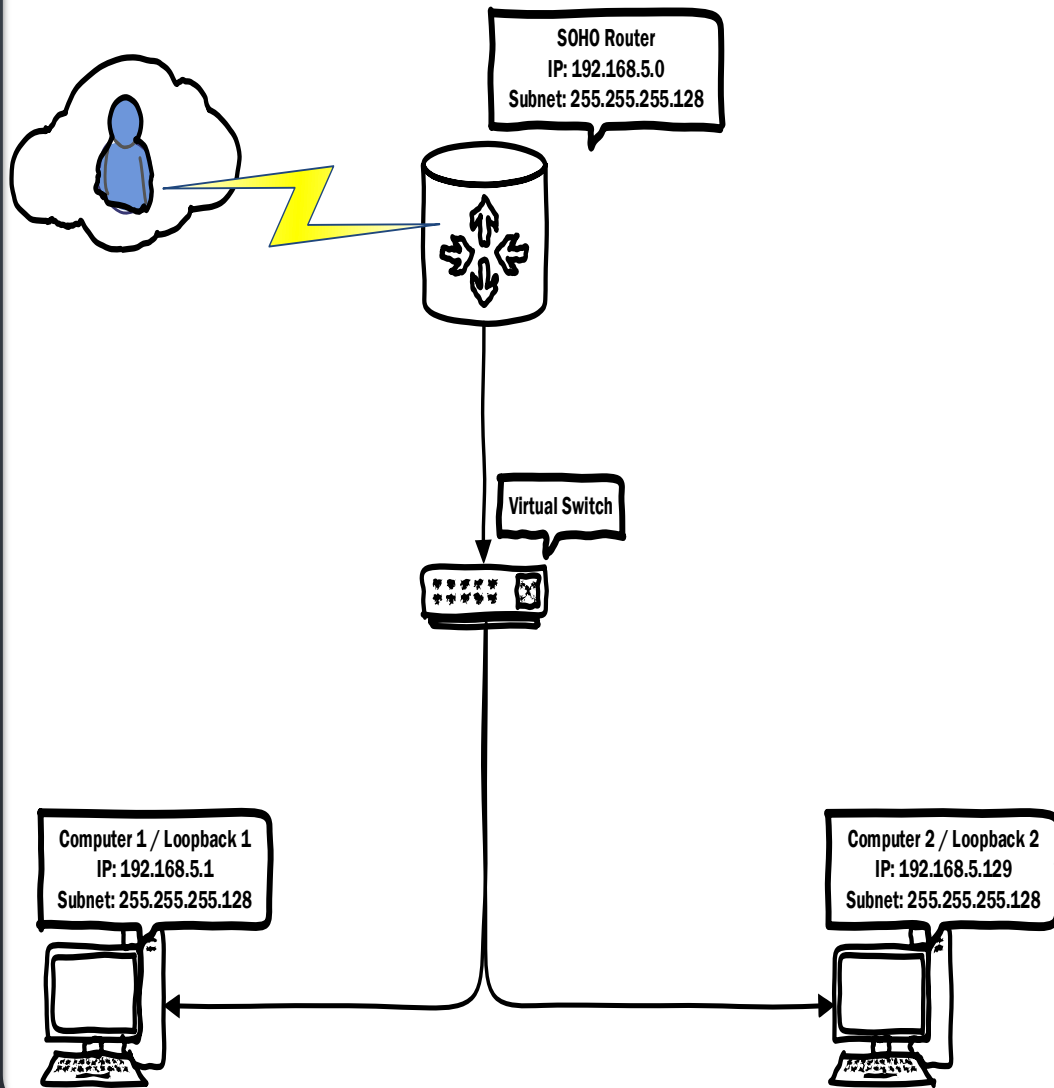 SOHO Router
IP: 192.168.5.0
Subnet: 255.255.255.128
Virtual Switch
Computer 1 / Loopback 1
IP: 192.168.5.1
Subnet: 255.255.255.128
Computer 2 / Loopback 2
IP: 192.168.5.129
Subnet: 255.255.255.128